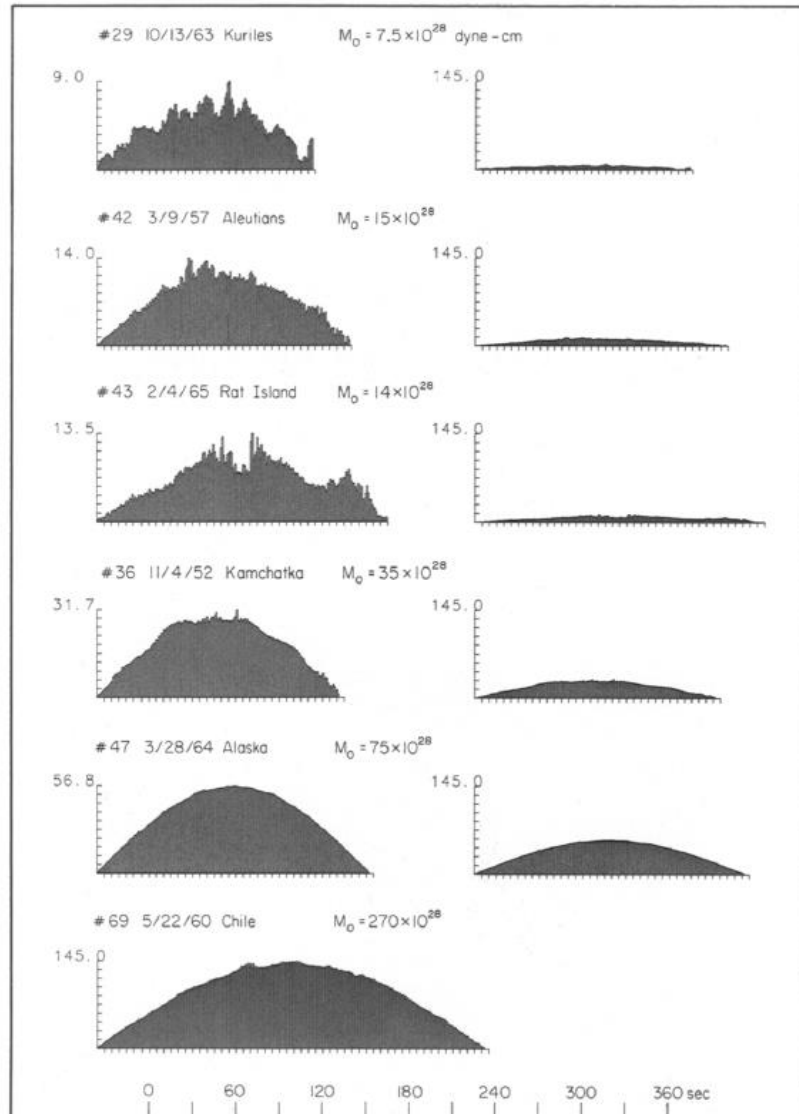 #29 10/13/63 Kuriles M₀ = 7.5×10²⁸ dyne-cm
9.0 145.0
#42 3/9/57 Aleutians M₀ = 15×10²⁸
14.0 145.0
#43 2/4/65 Rat Island M₀ = 14×10²⁸
13.5 145.0
#36 11/4/52 Kamchatka M₀ = 35×10²⁸
31.7 145.0
#47 3/28/64 Alaska M₀ = 75×10²⁸
56.8 145.0
#69 5/22/60 Chile M₀ = 270×10²⁸
145.0
0 60 120 180 240 300 360 sec